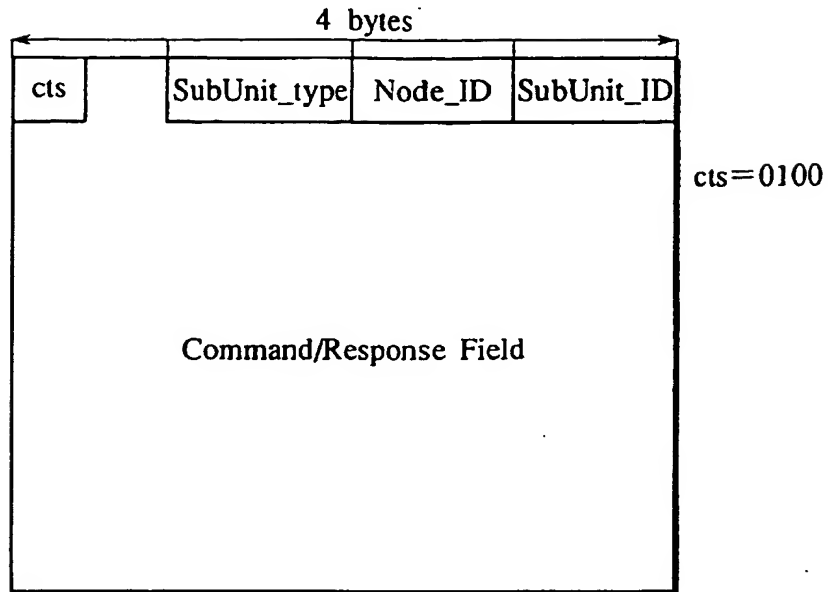 4 bytes
cts SubUnit_type Node_ID SubUnit_ID
cts=0100
Command/Response Field